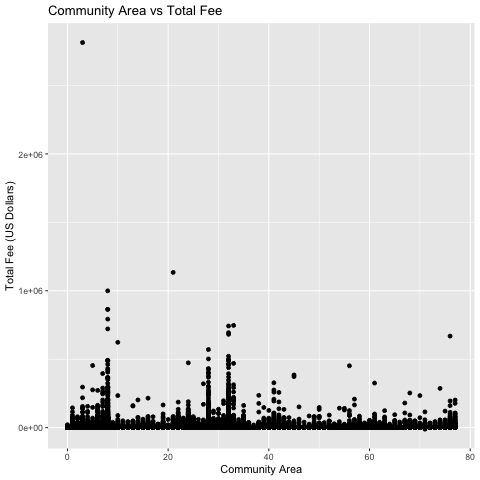 Community Area vs Total Fee
Total Fee (US Dollars)
2e+06
1e+06
0e+00
0 20 40 60 80
Community Area